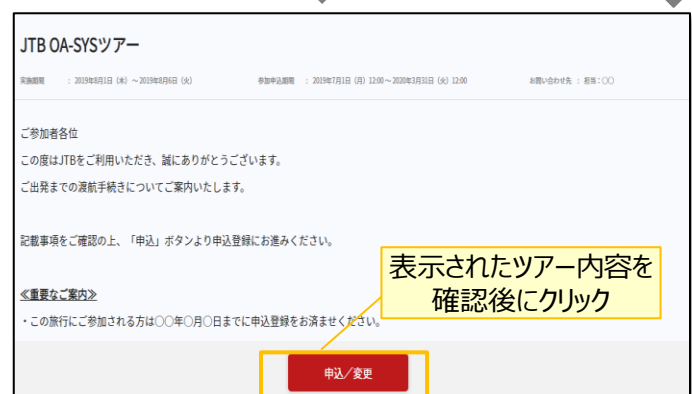 JTB OA-SYSツアー
実施期間 : 2019年8月1日（木）～2019年8月6日（火） 参加申込期間 : 2019年7月1日（月）12:00～2020年3月31日（火）12:00 お問い合わせ先 : 担当：〇〇
ご参加者各位
この度はJTBをご利用いただき、誠にありがとうございます。
ご出発までの渡航手続きについてご案内いたします。
記載事項をご確認の上、「申込」ボタンより申込登録にお進みください。
表示されたツアー内容を
確認後にクリック
≪重要なご案内≫
・この旅行にご参加される方は〇〇年〇月〇日までに申込登録をお済ませください。
申込／変更